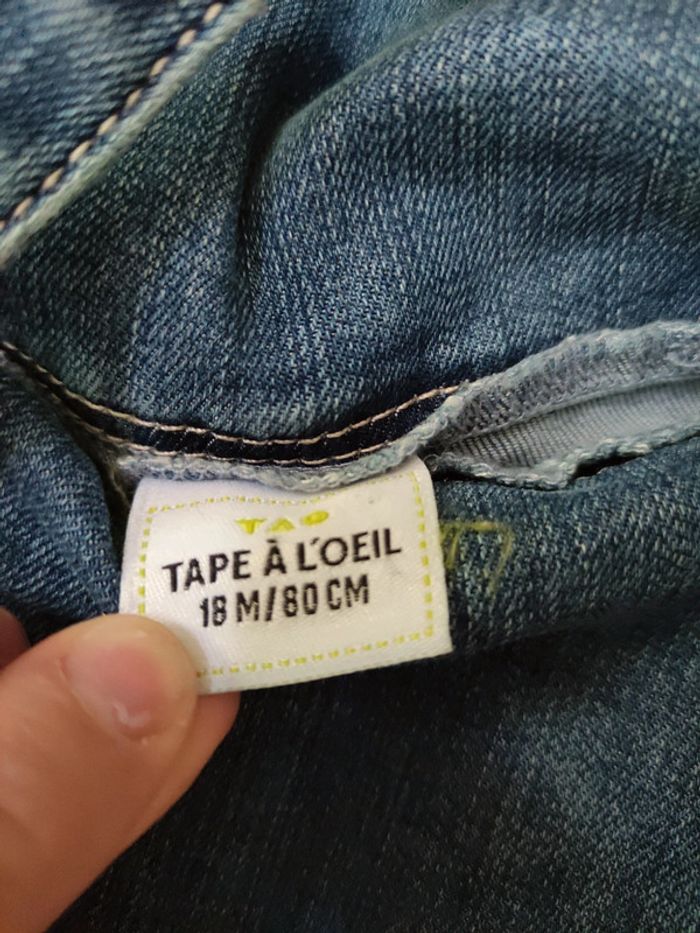 TAO
TAPE À L'OEIL
18 M/80 CM